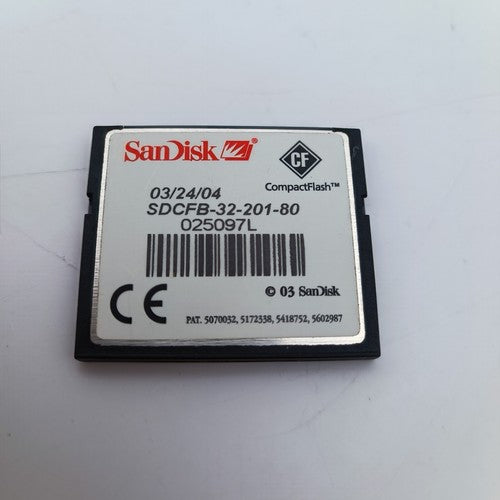 SanDisk®
CF
CompactFlash™
03/24/04
SDCFB-32-201-80
025097L
© 03 SanDisk
CE
PAT. 5070032, 5172338, 5418752, 5602987